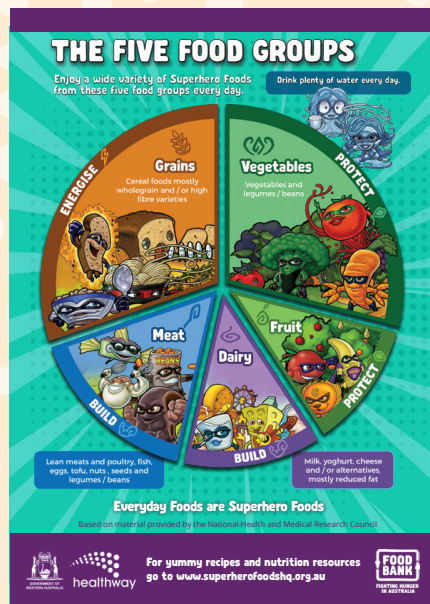 THE FIVE FOOD GROUPS
Enjoy a wide variety of Superhero Foods
from these five food groups every day.
Drink plenty of water every day.
ENERGISE
Grains
Cereal foods mostly
wholegrain and / or high
fibre varieties
Vegetables
Vegetables and
legumes / beans
PROTECT
Meat
BEANS
BUILD
Dairy
BUILD
Fruit
PROTECT
Lean meats and poultry, fish,
eggs, tofu, nuts , seeds and
legumes / beans
Milk, yoghurt, cheese
and / or alternatives,
mostly reduced fat
Everyday Foods are Superhero Foods
Based on material provided by the National Health and Medical Research Council
GOVERNMENT OF
WESTERN AUSTRALIA
healthway
For yummy recipes and nutrition resources
go to www.superherofoodshq.org.au
FOOD
BANK
FIGHTING HUNGER
IN AUSTRALIA